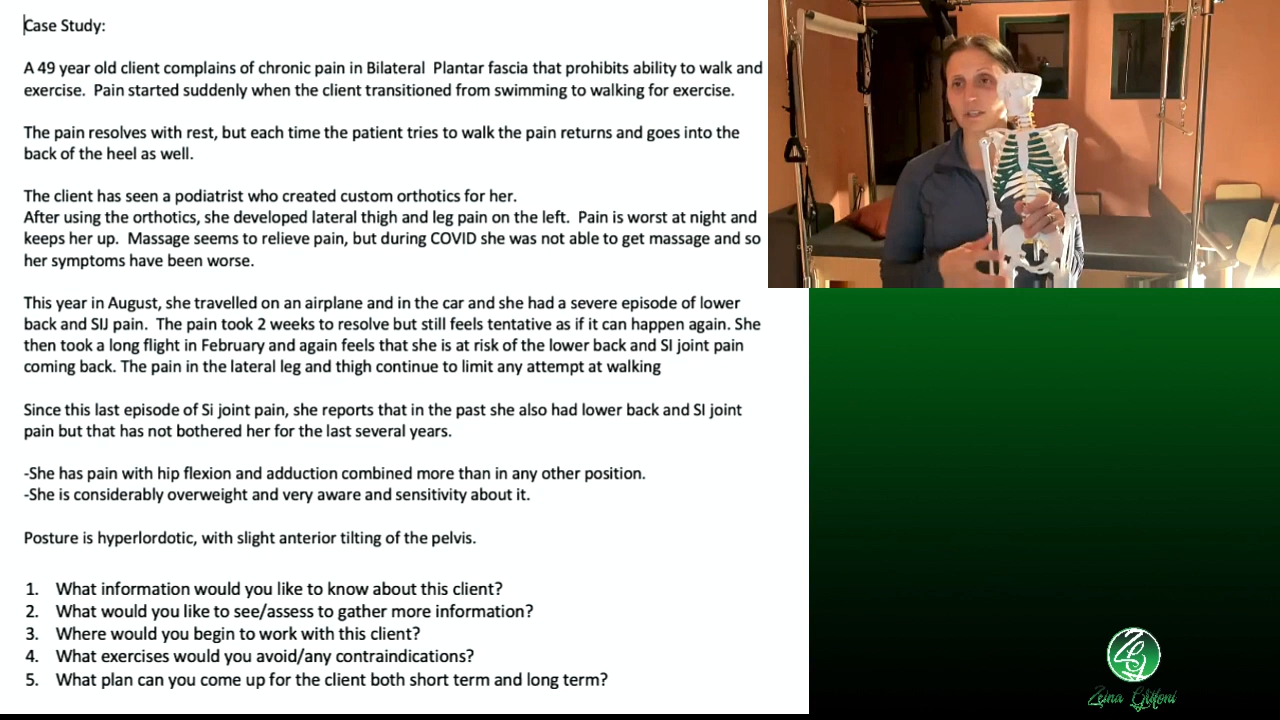 Case Study:
A 49 year old client complains of chronic pain in Bilateral Plantar fascia that prohibits ability to walk and
exercise. Pain started suddenly when the client transitioned from swimming to walking for exercise.
The pain resolves with rest, but each time the patient tries to walk the pain returns and goes into the
back of the heel as well.
The client has seen a podiatrist who created custom orthotics for her.
After using the orthotics, she developed lateral thigh and leg pain on the left. Pain is worst at night and
keeps her up. Massage seems to relieve pain, but during COVID she was not able to get massage and so
her symptoms have been worse.
This year in August, she travelled on an airplane and in the car and she had a severe episode of lower
back and SIJ pain. The pain took 2 weeks to resolve but still feels tentative as if it can happen again. She
then took a long flight in February and again feels that she is at risk of the lower back and SI joint pain
coming back. The pain in the lateral leg and thigh continue to limit any attempt at walking
Since this last episode of Si joint pain, she reports that in the past she also had lower back and SI joint
pain but that has not bothered her for the last several years.
-She has pain with hip flexion and adduction combined more than in any other position.
-She is considerably overweight and very aware and sensitivity about it.
Posture is hyperlordotic, with slight anterior tilting of the pelvis.
1. What information would you like to know about this client?
2. What would you like to see/assess to gather more information?
3. Where would you begin to work with this client?
4. What exercises would you avoid/any contraindications?
5. What plan can you come up for the client both short term and long term?
ZG
Zeina Grifoni